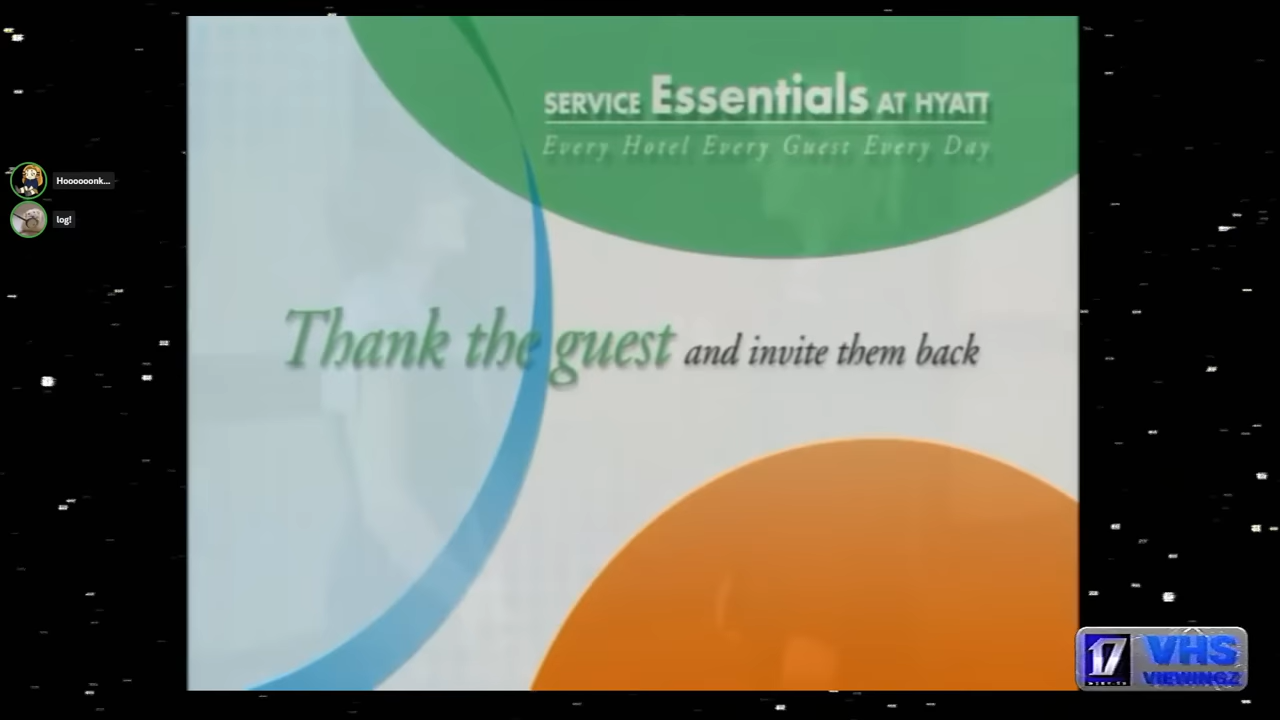 SERVICE Essentials AT HYATT
Every Hotel Every Guest Every Day
Hoooooonk...
log!
Thank the guest and invite them back
17
VHS
VIEWINGZ